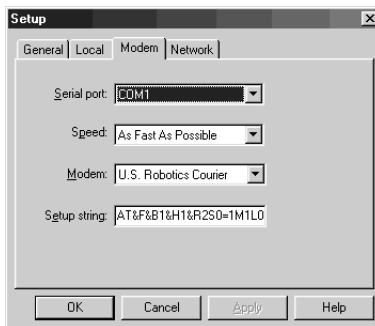 Setup
General Local Modem Network
Serial port: COM1
Speed: As Fast As Possible
Modem: U.S. Robotics Courier
Setup string: AT&F&B1&H1&R2S0=1M1L0
OK Cancel Apply Help